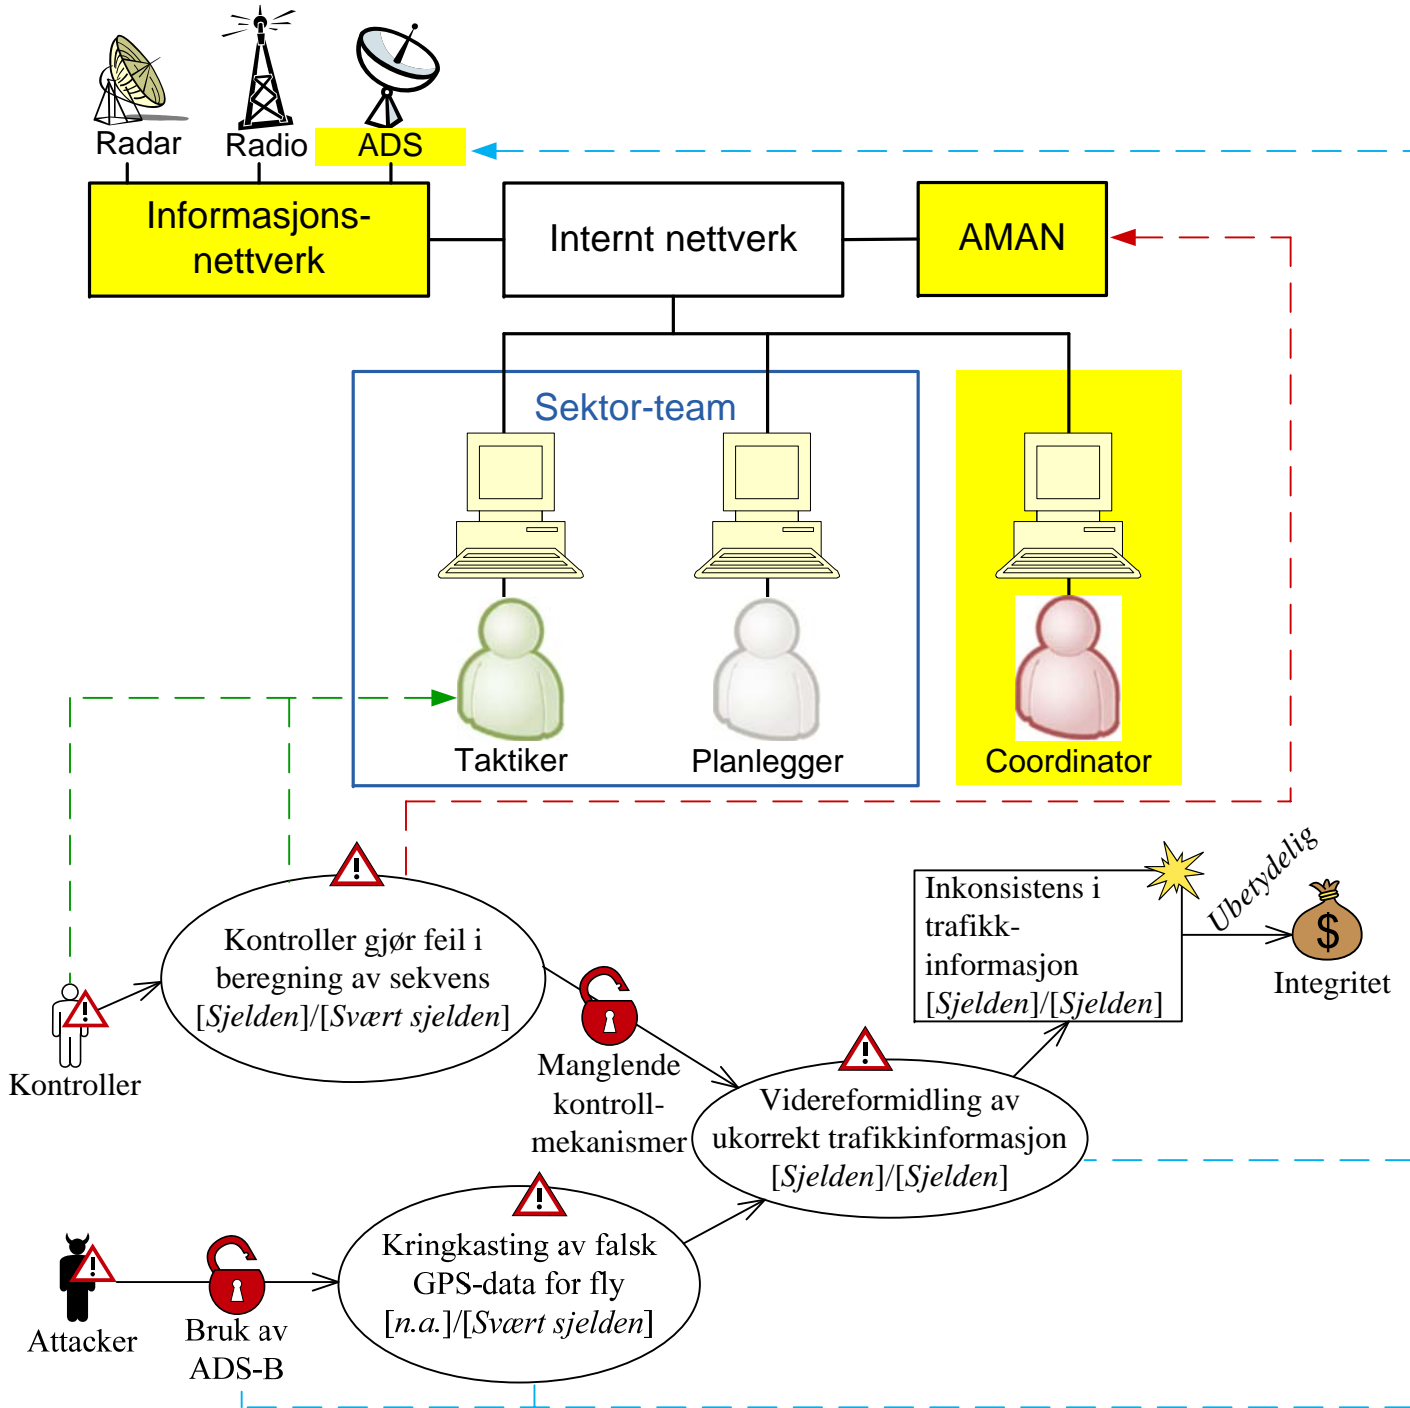 Radar
Radio
ADS
Informasjons-
nettverk
Internt nettverk
AMAN
Sektor-team
Taktiker
Planlegger
Coordinator
Kontroller gjør feil i
beregning av sekvens
[Sjelden]/[Svært sjelden]
Kontroller
Manglende
kontroll-
mekanismer
Inkonsistens i
trafikk-
informasjon
[Sjelden]/[Sjelden]
Ubetydelig
$
Integritet
Videreformidling av
ukorrekt trafikkinformasjon
[Sjelden]/[Sjelden]
Kringkasting av falsk
GPS-data for fly
[n.a.]/[Svært sjelden]
Attacker
Bruk av
ADS-B